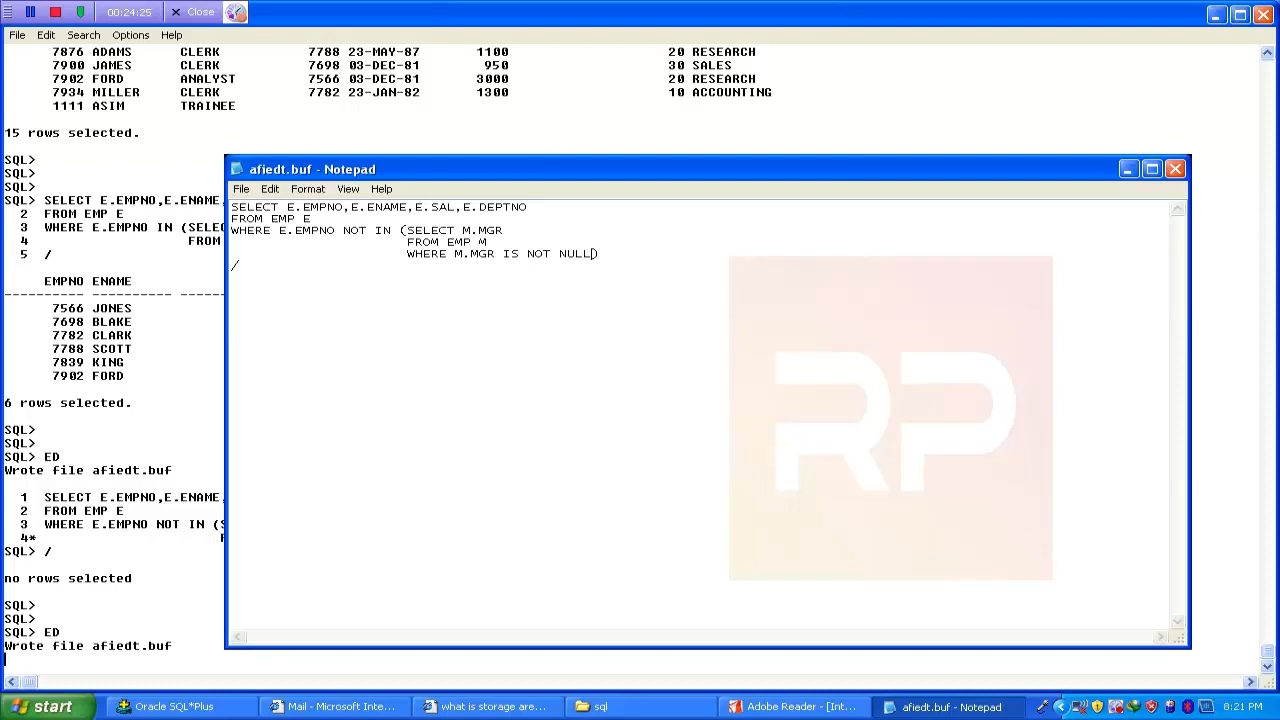 00:24:25 Close
File Edit Search Options Help
7876 ADAMS CLERK 7788 23-MAY-87 1100 20 RESEARCH
7900 JAMES CLERK 7698 03-DEC-81 950 30 SALES
7902 FORD ANALYST 7566 03-DEC-81 3000 20 RESEARCH
7934 MILLER CLERK 7782 23-JAN-82 1300 10 ACCOUNTING
1111 ASIM TRAINEE
15 rows selected.
SQL>
SQL>
SQL>
SQL> SELECT E.EMPNO,E.ENAME,
2 FROM EMP E
3 WHERE E.EMPNO IN (SELEC
4 FROM
5 /
EMPNO ENAME
---------- ---------- ----
7566 JONES
7698 BLAKE
7782 CLARK
7788 SCOTT
7839 KING
7902 FORD
6 rows selected.
SQL>
SQL>
SQL> ED
Wrote file afiedt.buf
1 SELECT E.EMPNO,E.ENAME,
2 FROM EMP E
3 WHERE E.EMPNO NOT IN (S
4* F
SQL> /
no rows selected
SQL>
SQL>
SQL> ED
Wrote file afiedt.buf
afiedt.buf - Notepad
File Edit Format View Help
SELECT E.EMPNO,E.ENAME,E.SAL,E.DEPTNO
FROM EMP E
WHERE E.EMPNO NOT IN (SELECT M.MGR
FROM EMP M
WHERE M.MGR IS NOT NULL)
/
RP
start Oracle SQL*Plus Mail - Microsoft Inte... what is storage are... sql Adobe Reader - [Int... afiedt.buf - Notepad 8:21 PM